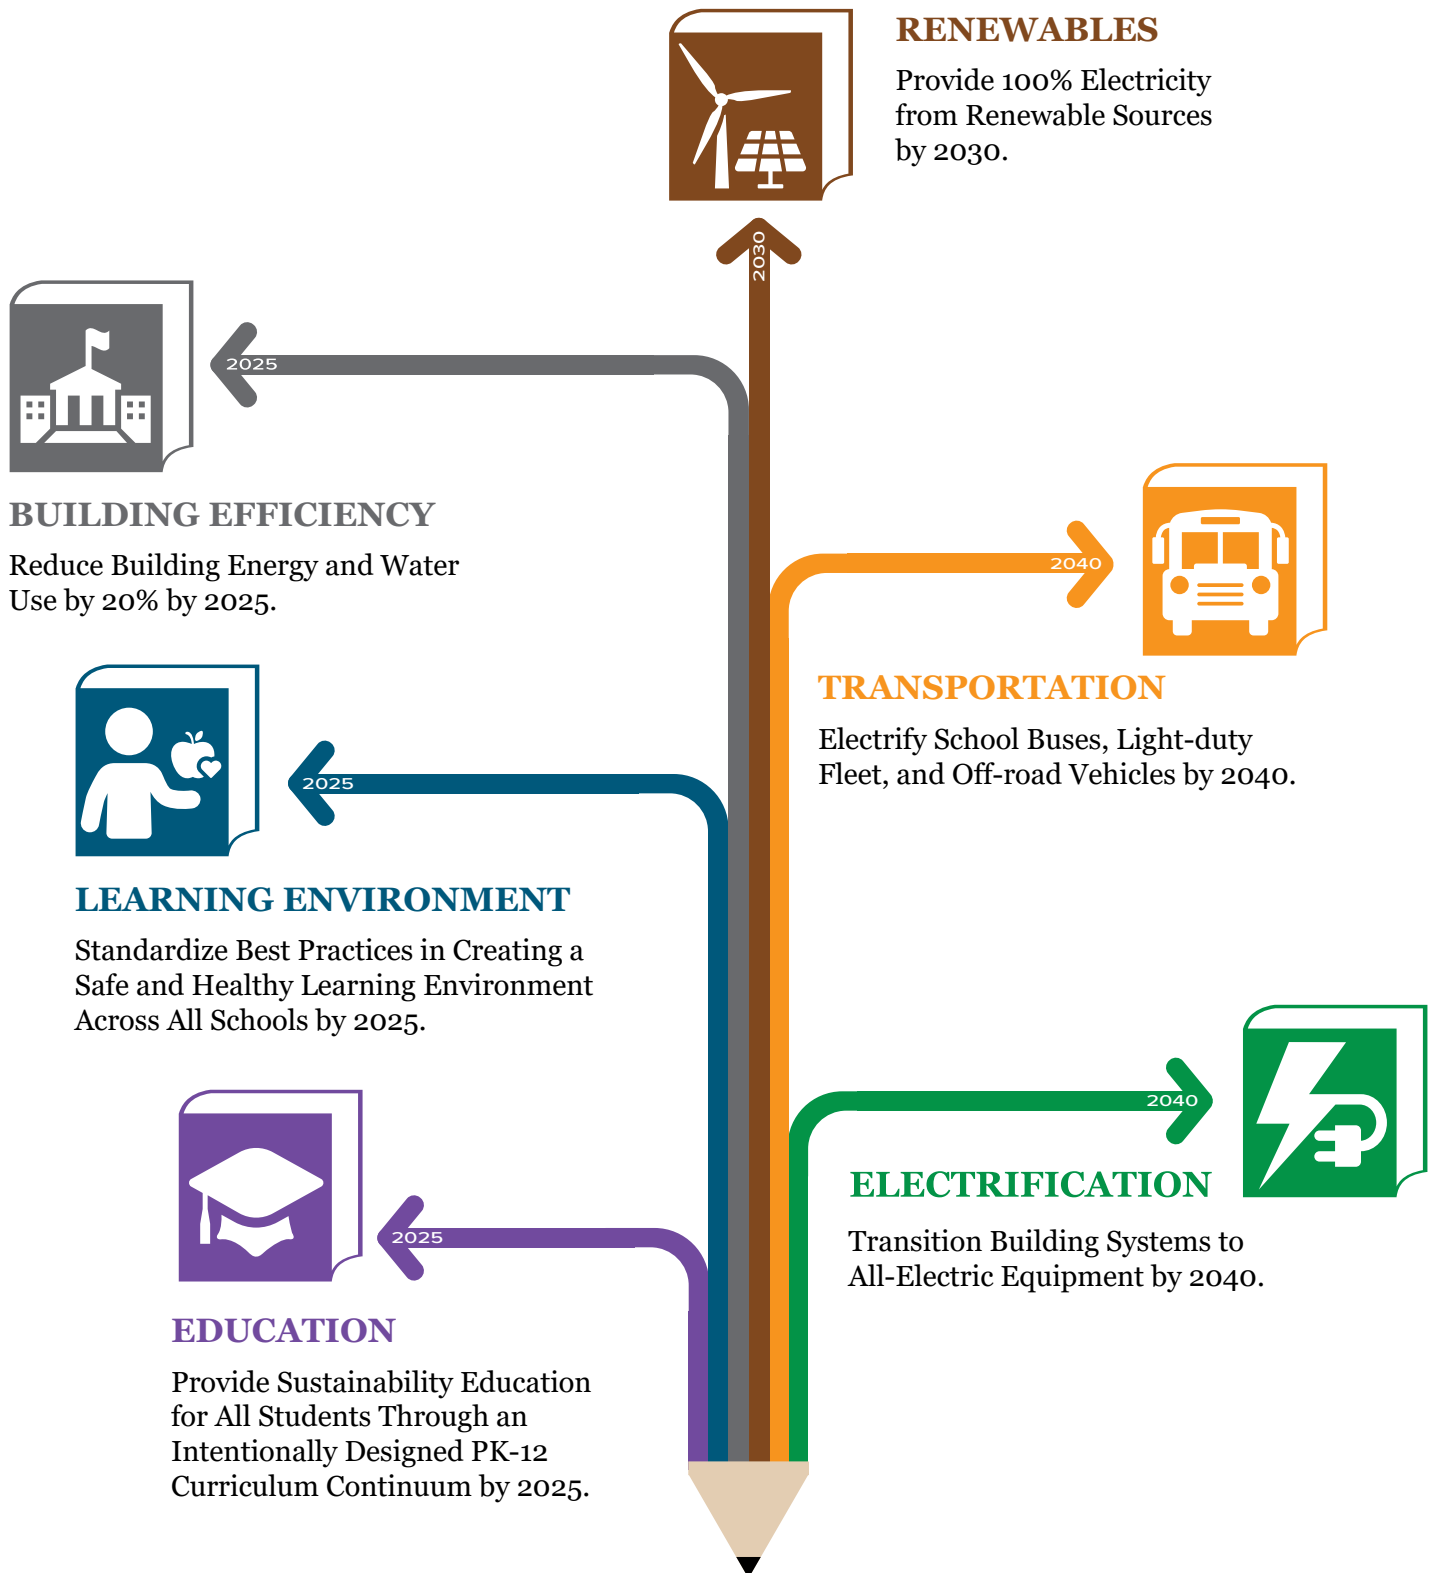 RENEWABLES
Provide 100% Electricity
from Renewable Sources
by 2030.
2030
2025
BUILDING EFFICIENCY
Reduce Building Energy and Water
Use by 20% by 2025.
2040
TRANSPORTATION
Electrify School Buses, Light-duty
Fleet, and Off-road Vehicles by 2040.
2025
LEARNING ENVIRONMENT
Standardize Best Practices in Creating a
Safe and Healthy Learning Environment
Across All Schools by 2025.
2040
ELECTRIFICATION
Transition Building Systems to
All-Electric Equipment by 2040.
2025
EDUCATION
Provide Sustainability Education
for All Students Through an
Intentionally Designed PK-12
Curriculum Continuum by 2025.